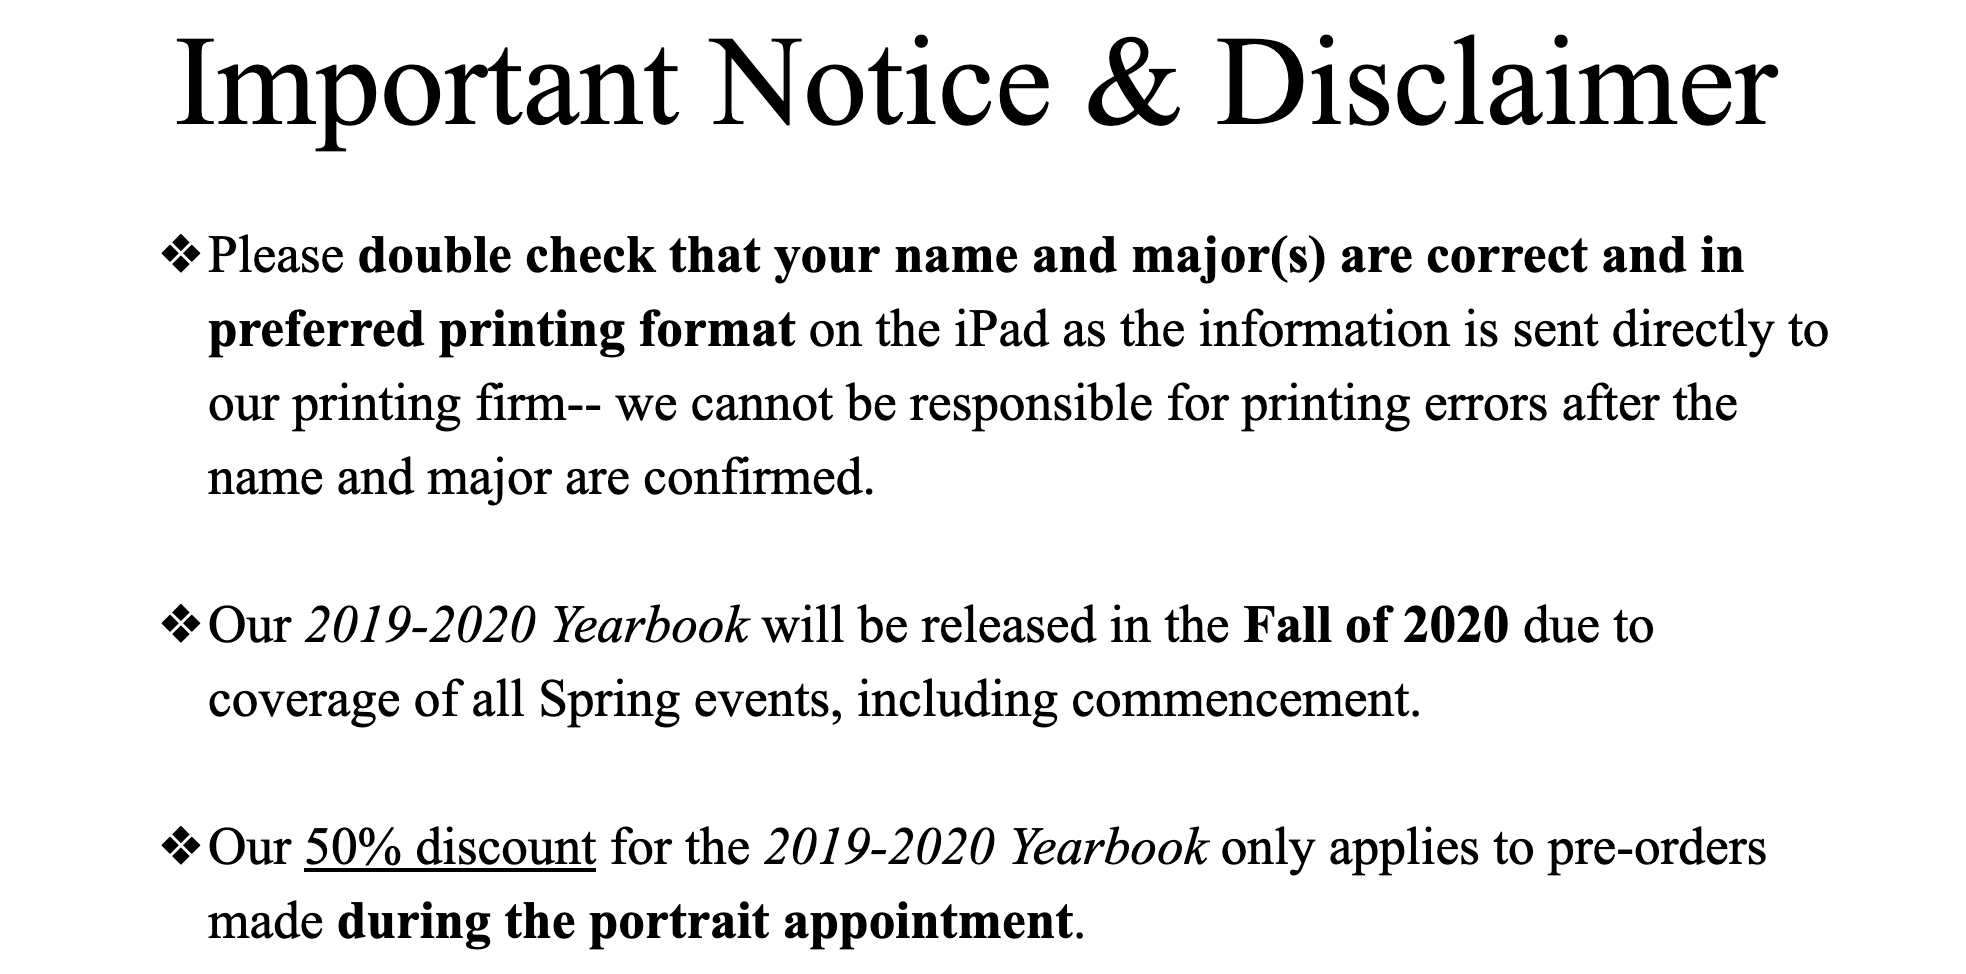 Important Notice & Disclaimer
❖Please double check that your name and major(s) are correct and in
preferred printing format on the iPad as the information is sent directly to
our printing firm-- we cannot be responsible for printing errors after the
name and major are confirmed.
❖Our 2019-2020 Yearbook will be released in the Fall of 2020 due to
coverage of all Spring events, including commencement.
❖Our 50% discount for the 2019-2020 Yearbook only applies to pre-orders
made during the portrait appointment.